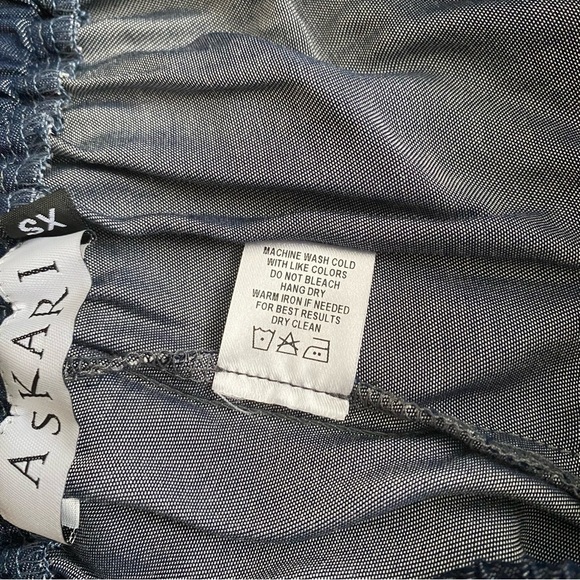 SX
ASKARI
MACHINE WASH COLD
WITH LIKE COLORS
DO NOT BLEACH
HANG DRY
WARM IRON IF NEEDED
FOR BEST RESULTS
DRY CLEAN